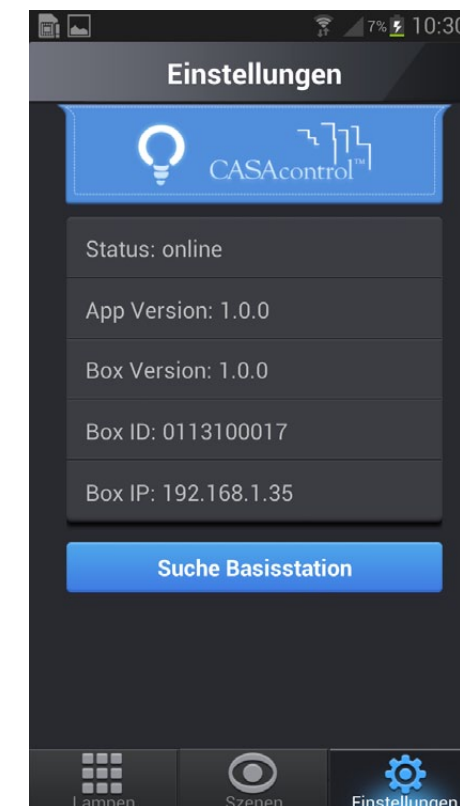 7% 10:30
Einstellungen
CASAcontrol™
Status: online
App Version: 1.0.0
Box Version: 1.0.0
Box ID: 0113100017
Box IP: 192.168.1.35
Suche Basisstation
Lampen Szenen Einstellungen